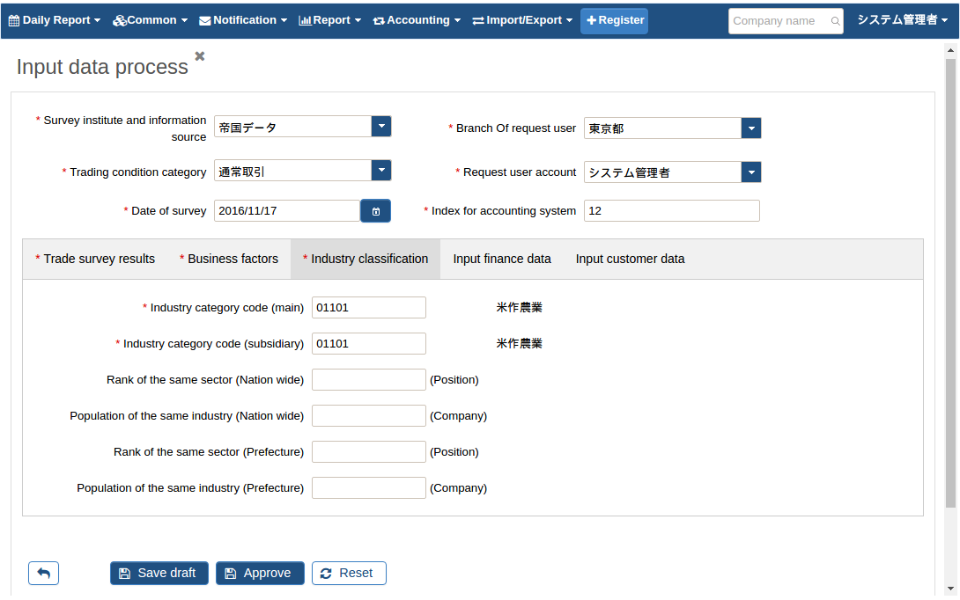 Daily Report Common Notification Report Accounting Import/Export Register Company name システム管理者
Input data process
* Survey institute and information source 帝国データ * Branch Of request user 東京都
* Trading condition category 通常取引 * Request user account システム管理者
* Date of survey 2016/11/17 * Index for accounting system 12
* Trade survey results * Business factors * Industry classification Input finance data Input customer data
* Industry category code (main) 01101 米作農業
* Industry category code (subsidiary) 01101 米作農業
Rank of the same sector (Nation wide) (Position)
Population of the same industry (Nation wide) (Company)
Rank of the same sector (Prefecture) (Position)
Population of the same industry (Prefecture) (Company)
Save draft Approve Reset